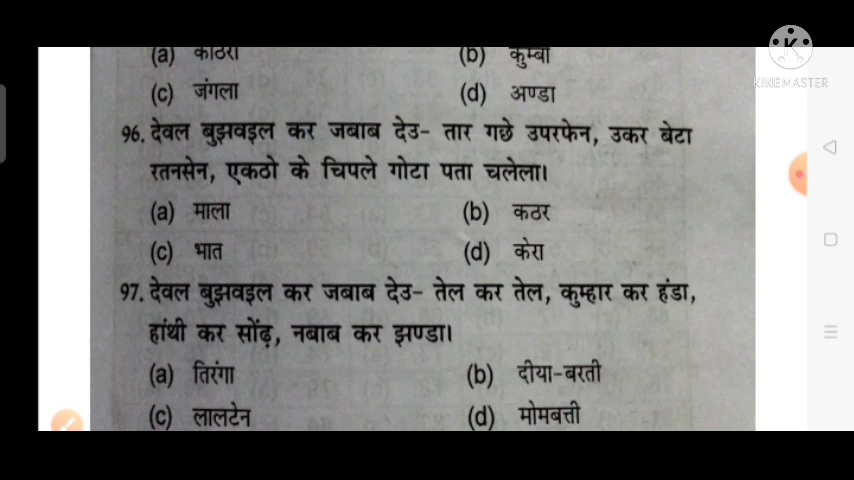 (a) कोठरी (b) कुम्बा
KINEMASTER
(c) जंगला (d) अण्डा
96. देवल बुझवइल कर जबाब देउ- तार गछे उपरफेन, उकर बेटा
रतनसेन, एकठो के चिपले गोटा पता चलेला।
(a) माला (b) कठर
(c) भात (d) केरा
97. देवल बुझवइल कर जबाब देउ- तेल कर तेल, कुम्हार कर हंडा,
हांथी कर सोंढ़, नबाब कर झण्डा।
(a) तिरंगा (b) दीया-बरती
(c) लालटेन (d) मोमबत्ती